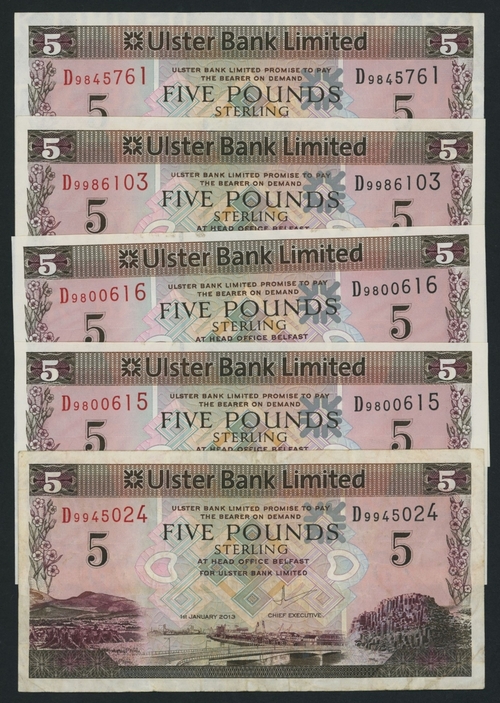 5 Ulster Bank Limited 5
D9845761 ULSTER BANK LIMITED PROMISE TO PAY D9845761
THE BEARER ON DEMAND
5 FIVE POUNDS 5
STERLING
5 Ulster Bank Limited 5
D9986103 ULSTER BANK LIMITED PROMISE TO PAY D9986103
THE BEARER ON DEMAND
5 FIVE POUNDS 5
STERLING
AT HEAD OFFICE BELFAST
5 Ulster Bank Limited 5
D9800616 ULSTER BANK LIMITED PROMISE TO PAY D9800616
THE BEARER ON DEMAND
5 FIVE POUNDS 5
STERLING
AT HEAD OFFICE BELFAST
5 Ulster Bank Limited 5
D9800615 ULSTER BANK LIMITED PROMISE TO PAY D9800615
THE BEARER ON DEMAND
5 FIVE POUNDS 5
STERLING
AT HEAD OFFICE BELFAST
5 Ulster Bank Limited 5
D9945024 ULSTER BANK LIMITED PROMISE TO PAY D9945024
THE BEARER ON DEMAND
5 FIVE POUNDS 5
STERLING
AT HEAD OFFICE BELFAST
FOR ULSTER BANK LIMITED
1st JANUARY 2013 CHIEF EXECUTIVE